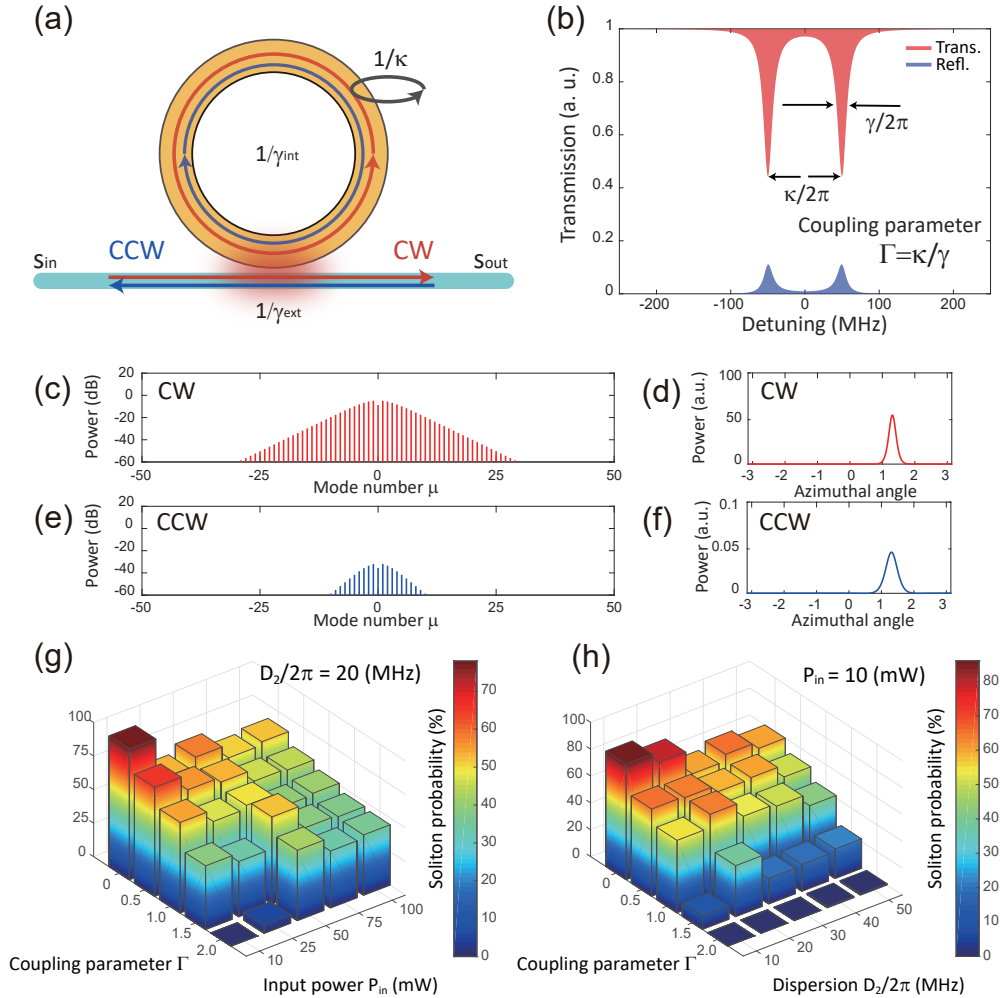 (a)
1/κ
1/γint
CCW
CW
Sin
Sout
1/γext
(b)
Transmission (a. u.)
1
0.8
0.6
0.4
0.2
0
Trans.
Refl.
γ/2π
κ/2π
Coupling parameter
Γ=κ/γ
-200 -100 0 100 200
Detuning (MHz)
(c)
CW
Power (dB)
20
0
-20
-40
-60
-50 -25 0 25 50
Mode number μ
(d)
CW
Power (a.u.)
100
50
0
-3 -2 -1 0 1 2 3
Azimuthal angle
(e)
CCW
Power (dB)
20
0
-20
-40
-60
-50 -25 0 25 50
Mode number μ
(f)
CCW
Power (a.u.)
0.1
0.05
0
-3 -2 -1 0 1 2 3
Azimuthal angle
(g)
D2/2π = 20 (MHz)
100
75
50
25
0
0
0.5
1.0
1.5
2.0
10
25
50
75
100
Coupling parameter Γ
Input power Pin (mW)
Soliton probability (%)
70
60
50
40
30
20
10
0
(h)
Pin = 10 (mW)
100
80
60
40
20
0
0
0.5
1.0
1.5
2.0
10
20
30
40
50
Coupling parameter Γ
Dispersion D2/2π (MHz)
Soliton probability (%)
80
70
60
50
40
30
20
10
0